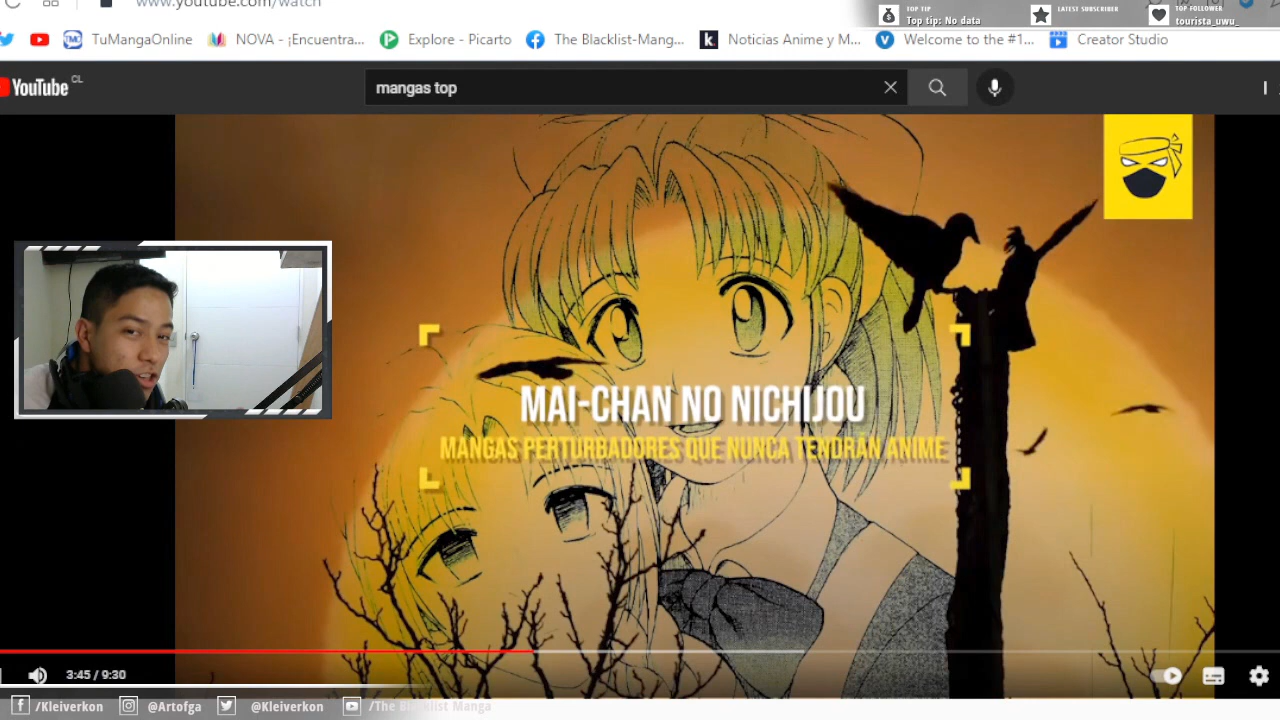 www.youtube.com/watch
TOP TIP
Top tip: No data
LATEST SUBSCRIBER
TOP FOLLOWER
tourista_uwu_
TuMangaOnline
NOVA - ¡Encuentra...
Explore - Picarto
The Blacklist-Mang...
Noticias Anime y M...
Welcome to the #1...
Creator Studio
YouTube CL
mangas top
MAI-CHAN NO NICHIJOU
MANGAS PERTURBADORES QUE NUNCA TENDRÁN ANIME
3:45 / 9:30
/Kleiverkon
@Artofga
@Kleiverkon
/The Blacklist Manga